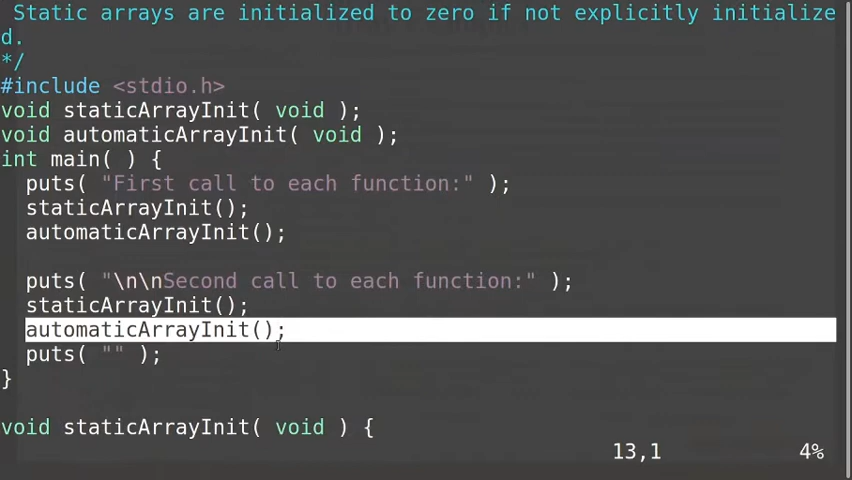 Static arrays are initialized to zero if not explicitly initialize
d.
*/
#include <stdio.h>
void staticArrayInit( void );
void automaticArrayInit( void );
int main( ) {
  puts( "First call to each function:" );
  staticArrayInit();
  automaticArrayInit();

  puts( "\n\nSecond call to each function:" );
  staticArrayInit();
  automaticArrayInit();
  puts( "" );
}

void staticArrayInit( void ) {
13,1 4%